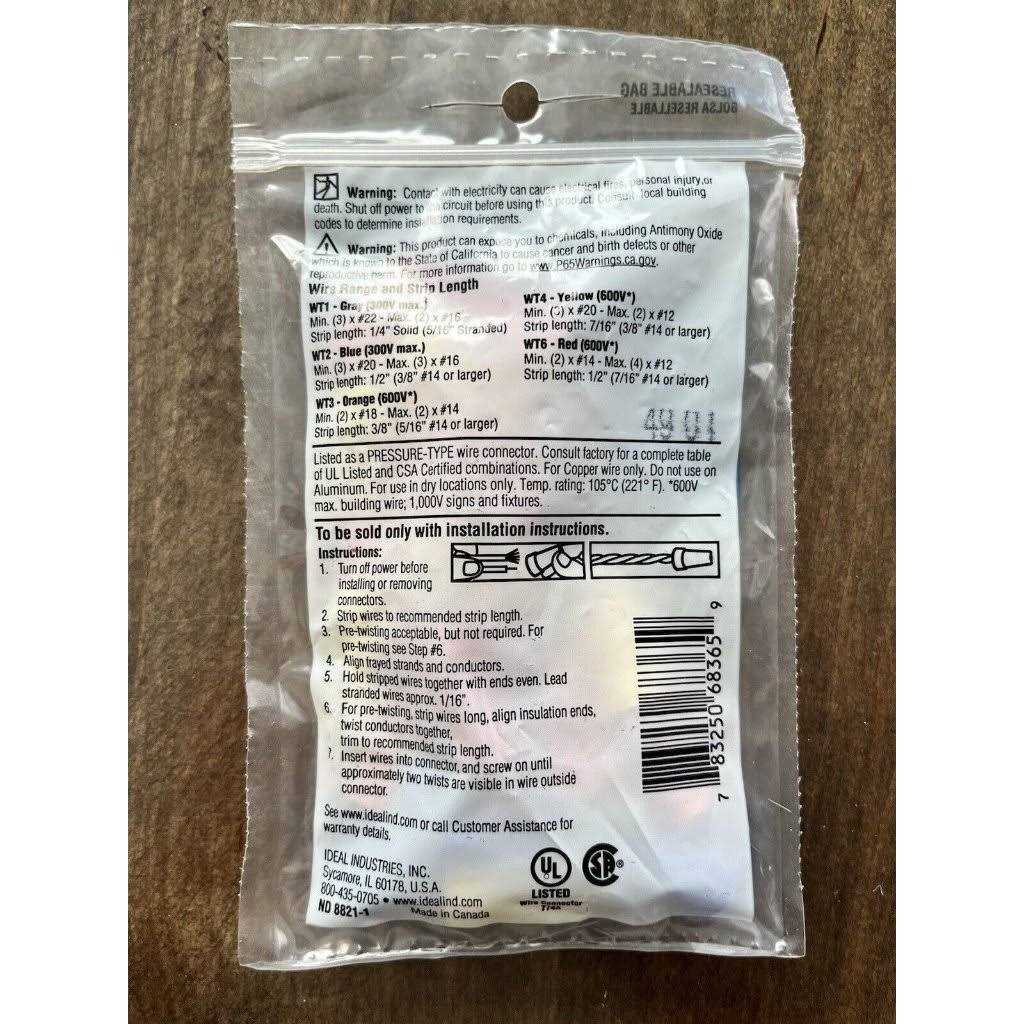 RESEALABLE BAG
BOLSA RESELLABLE
Warning: Contact with electricity can cause electrical fires, personal injury, or
death. Shut off power to circuit before using this product. Consult local building
codes to determine installation requirements.
Warning: This product can expose you to chemicals, including Antimony Oxide
which is known to the State of California to cause cancer and birth defects or other
reproductive harm. For more information go to www.P65Warnings.ca.gov.
Wire Range and Strip Length
WT1 - Gray (300V max.)
Min. (3) x #22 - Max. (2) x #16
Strip length: 1/4" Solid (5/16" Stranded)
WT2 - Blue (300V max.)
Min. (3) x #20 - Max. (3) x #16
Strip length: 1/2" (3/8" #14 or larger)
WT3 - Orange (600V*)
Min. (2) x #18 - Max. (2) x #14
Strip length: 3/8" (5/16" #14 or larger)
WT4 - Yellow (600V*)
Min. (3) x #20 - Max. (2) x #12
Strip length: 7/16" (3/8" #14 or larger)
WT6 - Red (600V*)
Min. (2) x #14 - Max. (4) x #12
Strip length: 1/2" (7/16" #14 or larger)
Listed as a PRESSURE-TYPE wire connector. Consult factory for a complete table
of UL Listed and CSA Certified combinations. For Copper wire only. Do not use on
Aluminum. For use in dry locations only. Temp. rating: 105°C (221° F). *600V
max. building wire; 1,000V signs and fixtures.
To be sold only with installation instructions.
Instructions:
1. Turn off power before
installing or removing
connectors.
2. Strip wires to recommended strip length.
3. Pre-twisting acceptable, but not required. For
pre-twisting see Step #6.
4. Align frayed strands and conductors.
5. Hold stripped wires together with ends even. Lead
stranded wires approx. 1/16".
6. For pre-twisting, strip wires long, align insulation ends,
twist conductors together,
trim to recommended strip length.
7. Insert wires into connector, and screw on until
approximately two twists are visible in wire outside
connector.
7 83250 68365 9
See www.idealind.com or call Customer Assistance for
warranty details.
IDEAL INDUSTRIES, INC.
Sycamore, IL 60178, U.S.A.
800-435-0705 • www.idealind.com
ND 8821-1 Made in Canada
UL
LISTED
Wire Connector
774A
SA®